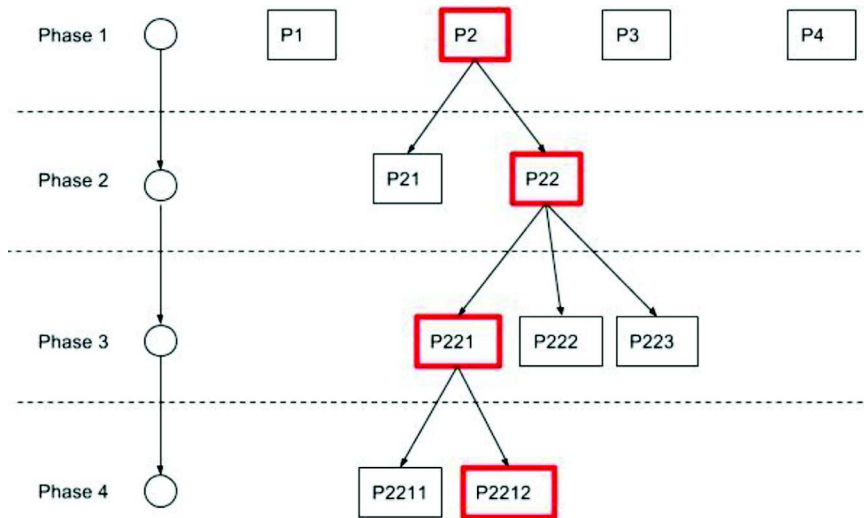 Phase 1 P1 P2 P3 P4
Phase 2 P21 P22
Phase 3 P221 P222 P223
Phase 4 P2211 P2212